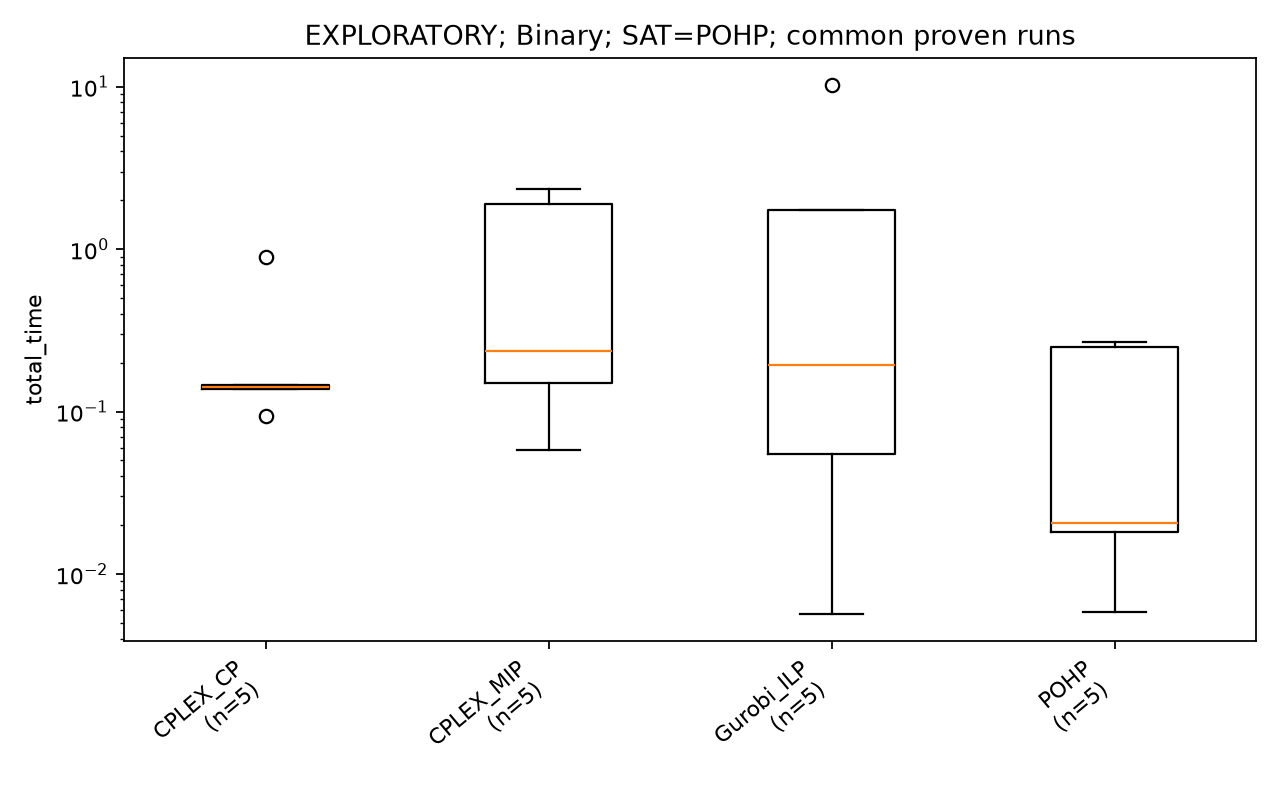 EXPLORATORY; Binary; SAT=POHP; common proven runs
10¹
10⁰
10⁻¹
10⁻²
total_time
CPLEX_CP
(n=5)
CPLEX_MIP
(n=5)
Gurobi_ILP
(n=5)
POHP
(n=5)